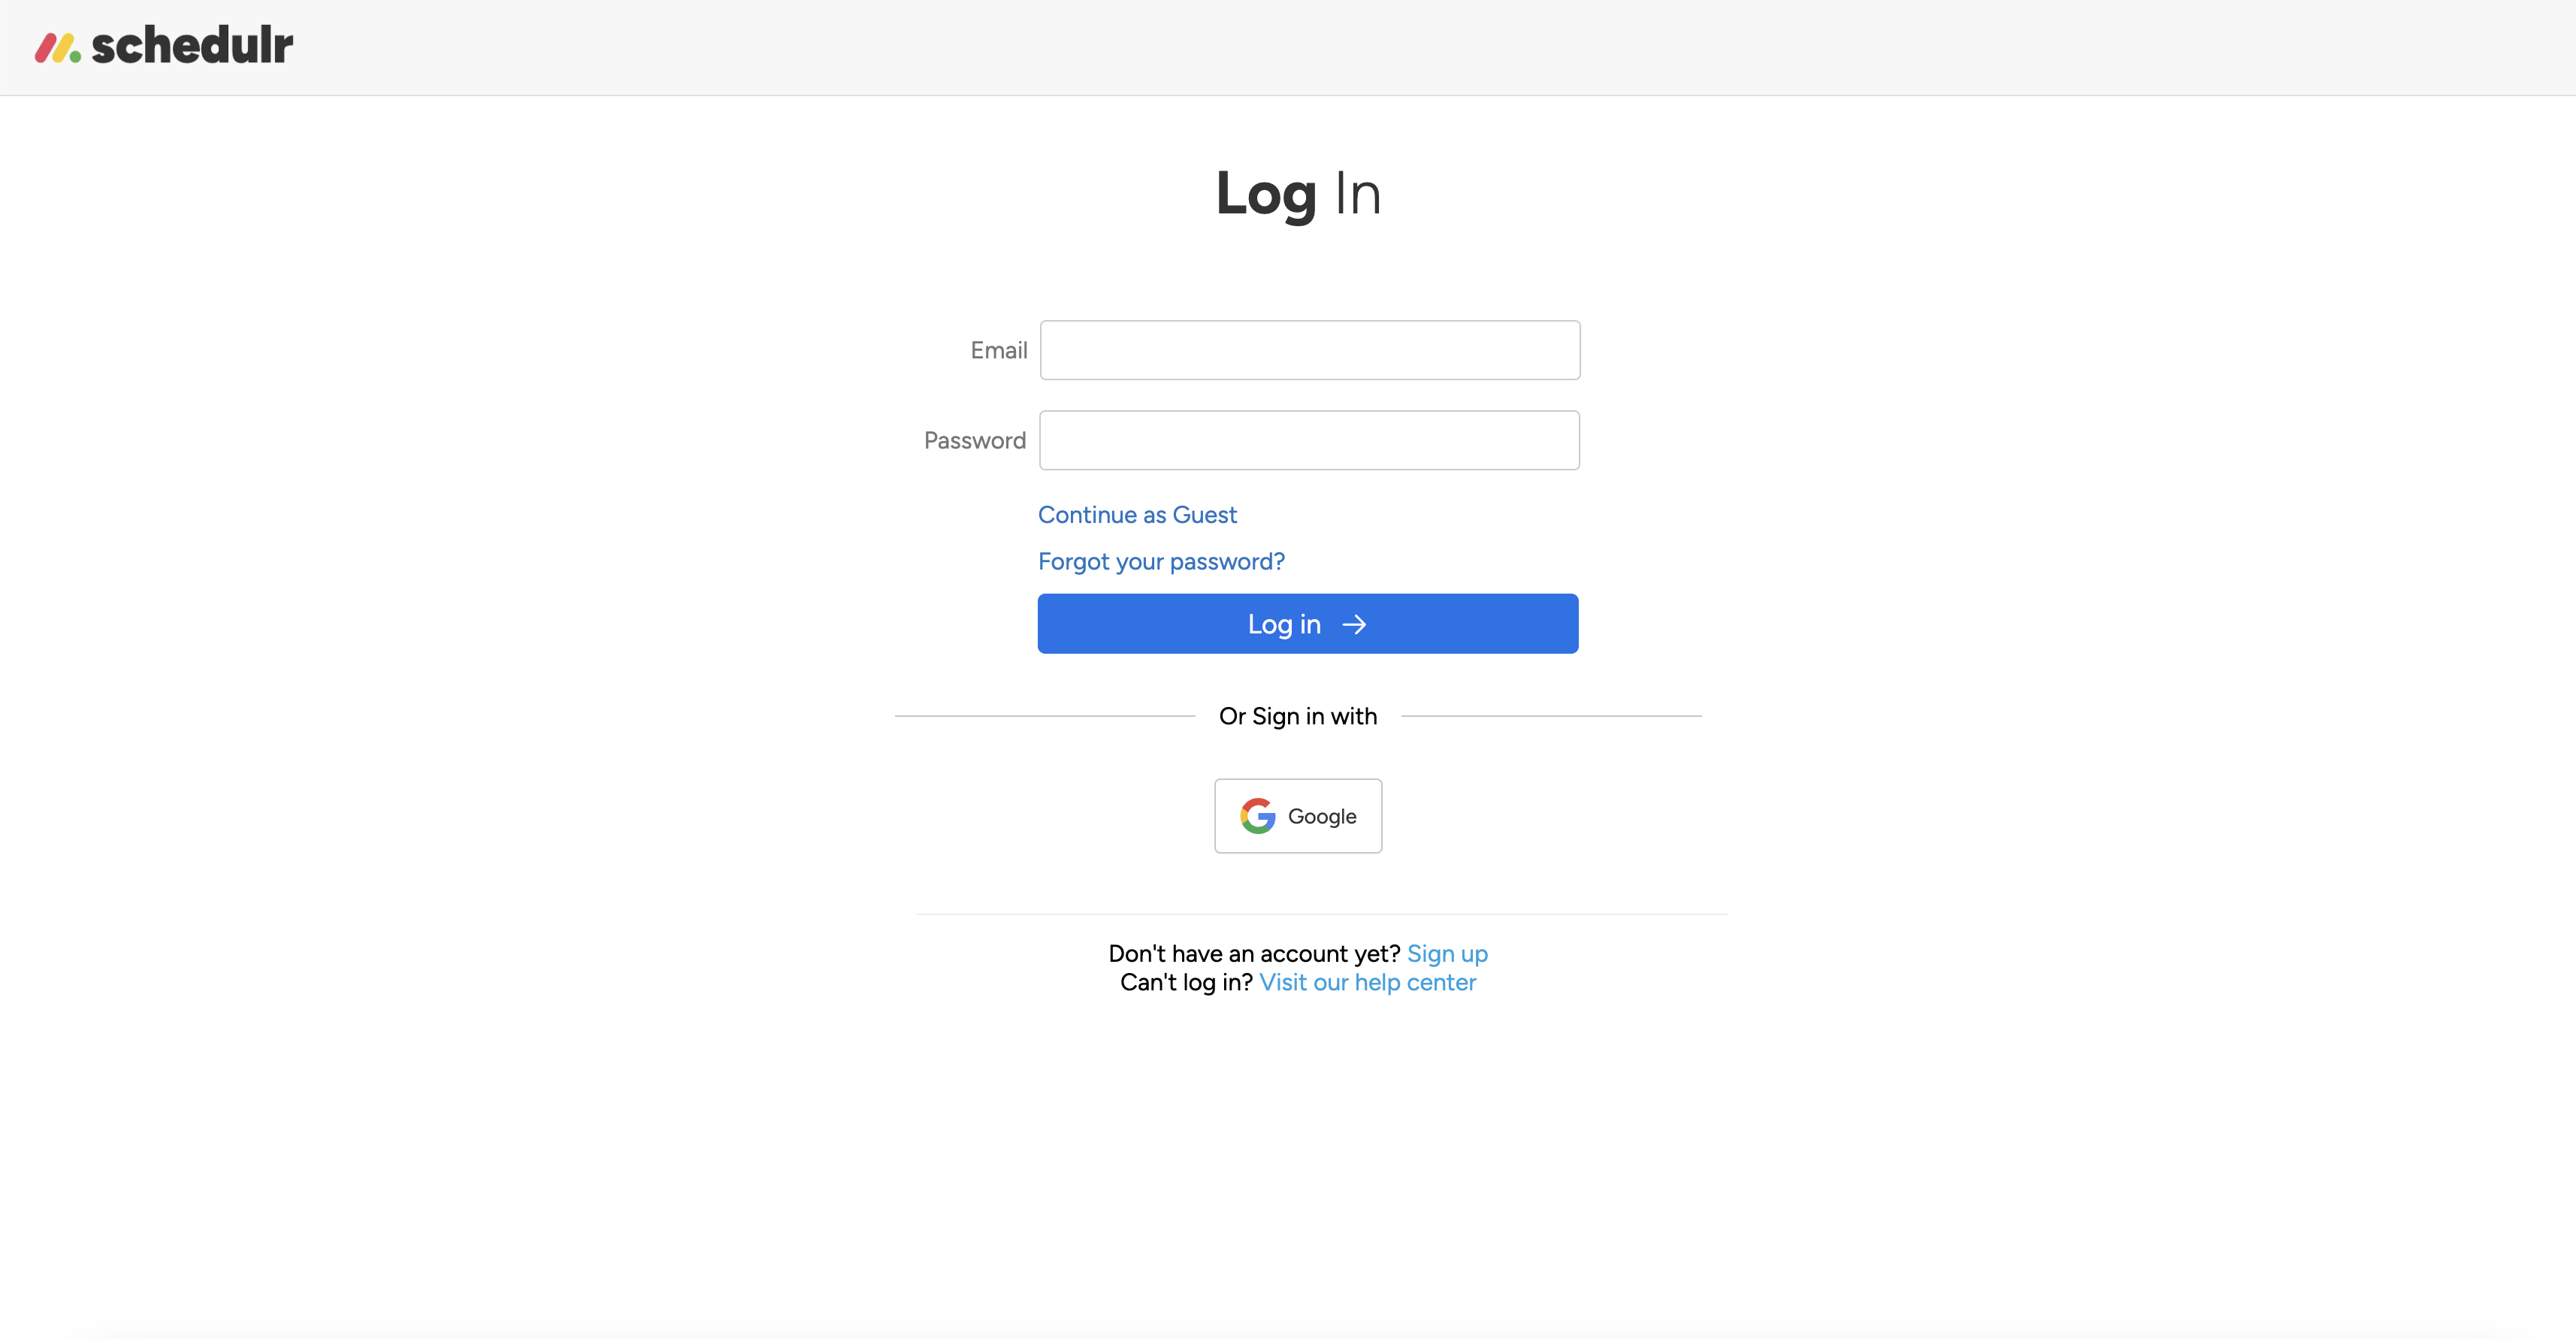 schedulr
Log In
Email
Password
Continue as Guest
Forgot your password?
Log in →
Or Sign in with
Google
Don't have an account yet? Sign up
Can't log in? Visit our help center